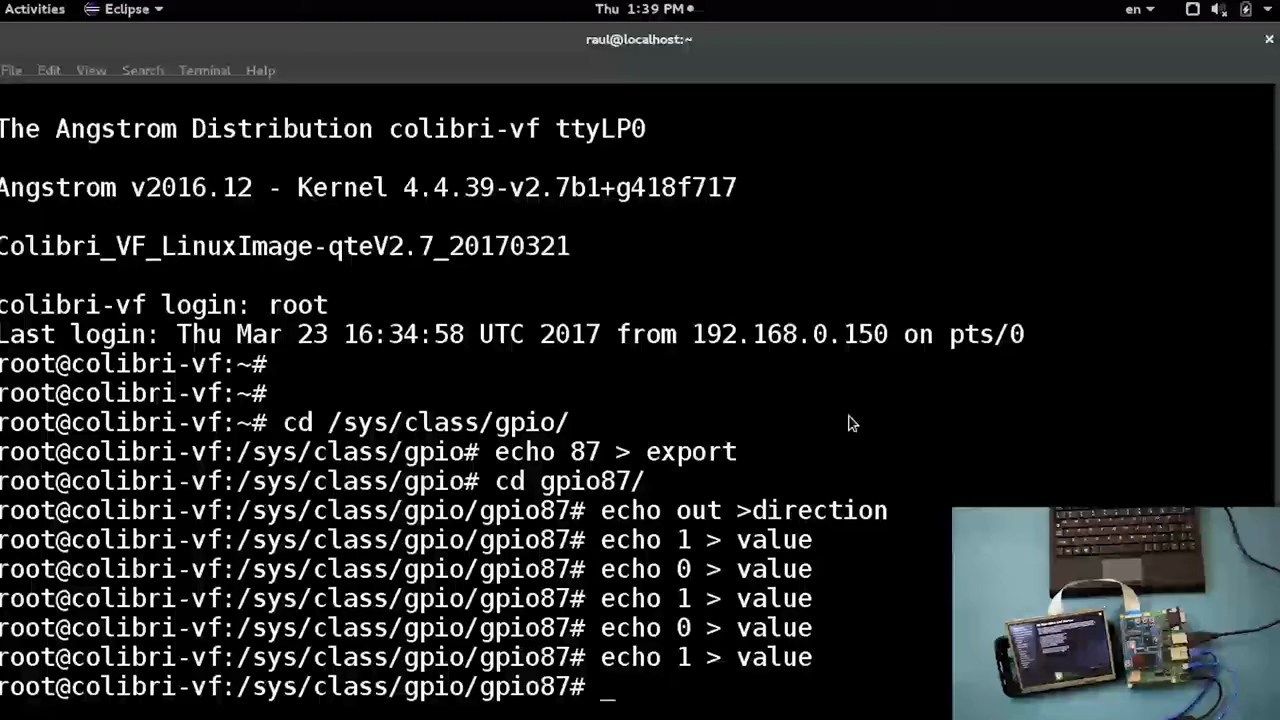 Activities Eclipse Thu 1:39 PM en
raul@localhost:~
File Edit View Search Terminal Help
The Angstrom Distribution colibri-vf ttyLP0
Angstrom v2016.12 - Kernel 4.4.39-v2.7b1+g418f717
Colibri_VF_LinuxImage-qteV2.7_20170321
colibri-vf login: root
Last login: Thu Mar 23 16:34:58 UTC 2017 from 192.168.0.150 on pts/0
root@colibri-vf:~#
root@colibri-vf:~#
root@colibri-vf:~# cd /sys/class/gpio/
root@colibri-vf:/sys/class/gpio# echo 87 > export
root@colibri-vf:/sys/class/gpio# cd gpio87/
root@colibri-vf:/sys/class/gpio/gpio87# echo out >direction
root@colibri-vf:/sys/class/gpio/gpio87# echo 1 > value
root@colibri-vf:/sys/class/gpio/gpio87# echo 0 > value
root@colibri-vf:/sys/class/gpio/gpio87# echo 1 > value
root@colibri-vf:/sys/class/gpio/gpio87# echo 0 > value
root@colibri-vf:/sys/class/gpio/gpio87# echo 1 > value
root@colibri-vf:/sys/class/gpio/gpio87# _